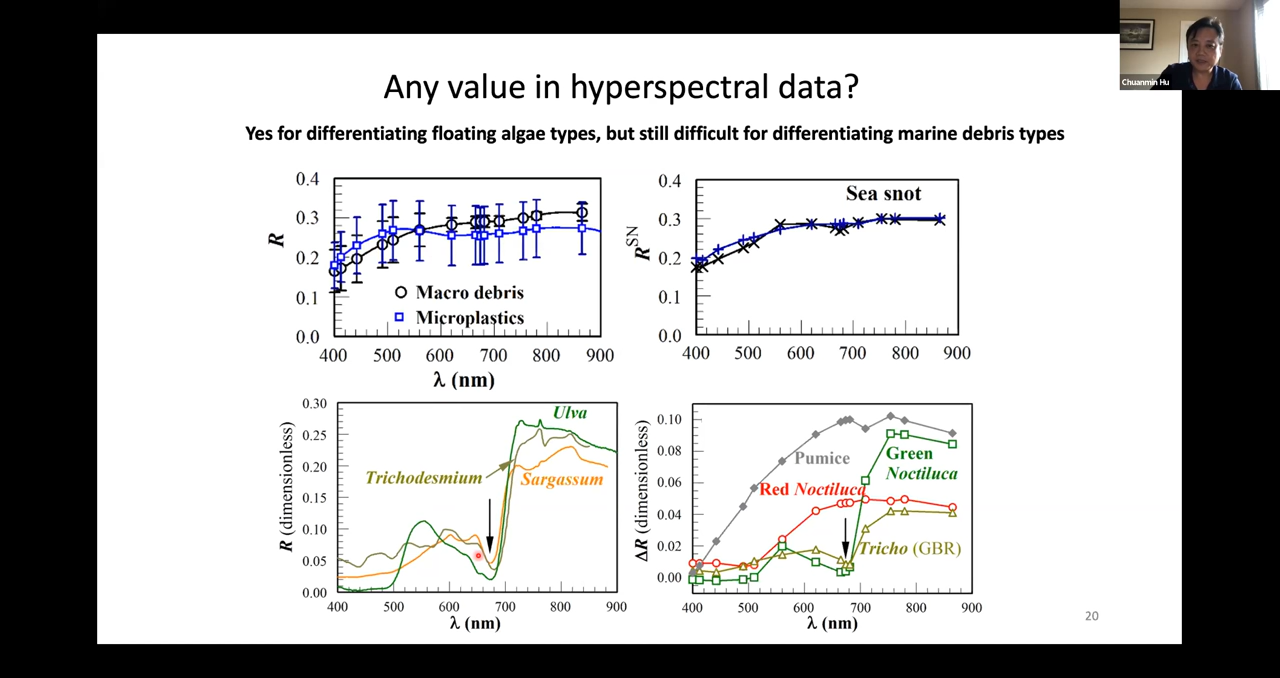 Chuanmin Hu
Any value in hyperspectral data?
Yes for differentiating floating algae types, but still difficult for differentiating marine debris types
0.4
0.3
0.2
0.1
0.0
R
Macro debris
Microplastics
400 500 600 700 800 900
λ (nm)
0.4
0.3
0.2
0.1
0.0
R^SN
Sea snot
400 500 600 700 800 900
0.30
0.25
0.20
0.15
0.10
0.05
0.00
R (dimensionless)
Ulva
Trichodesmium
Sargassum
400 500 600 700 800 900
λ (nm)
0.10
0.08
0.06
0.04
0.02
0.00
ΔR (dimensionless)
Pumice
Green
Noctiluca
Red Noctiluca
Tricho (GBR)
400 500 600 700 800 900
λ (nm)
20